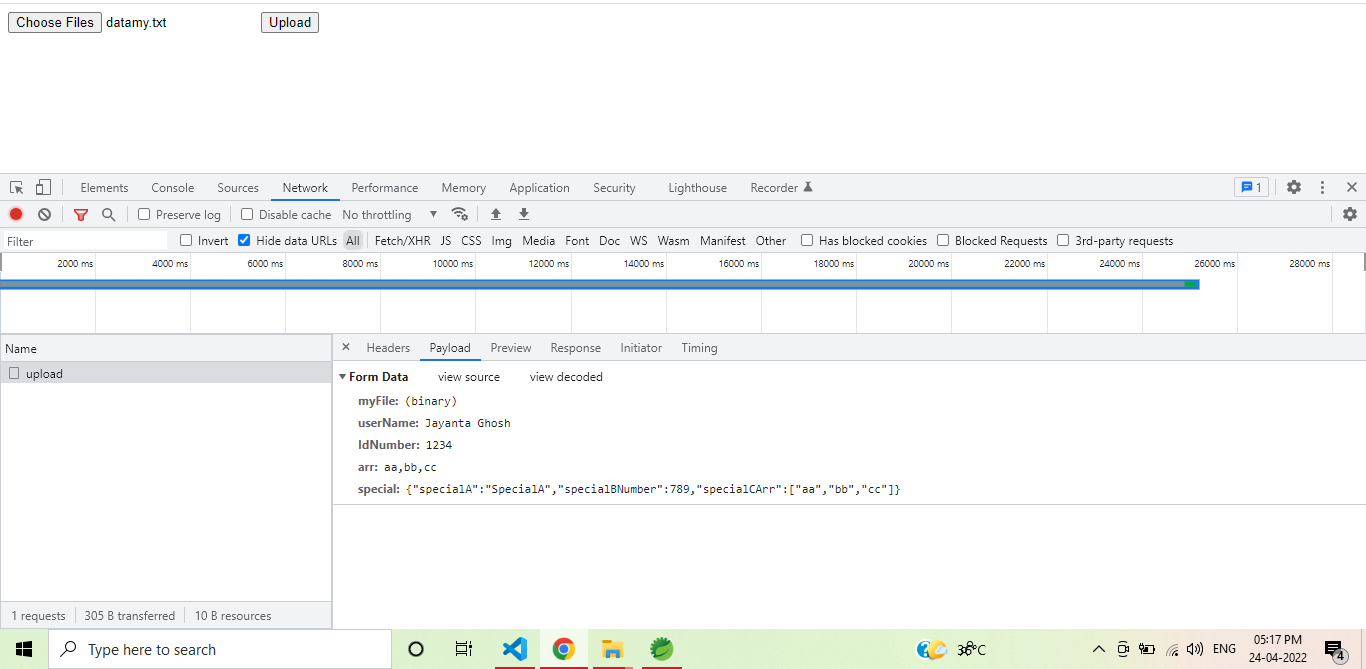 Choose Files datamy.txt Upload
Elements Console Sources Network Performance Memory Application Security Lighthouse Recorder 1
Preserve log Disable cache No throttling
Filter Invert Hide data URLs All Fetch/XHR JS CSS Img Media Font Doc WS Wasm Manifest Other Has blocked cookies Blocked Requests 3rd-party requests
2000 ms 4000 ms 6000 ms 8000 ms 10000 ms 12000 ms 14000 ms 16000 ms 18000 ms 20000 ms 22000 ms 24000 ms 26000 ms 28000 ms
Name Headers Payload Preview Response Initiator Timing
upload
Form Data view source view decoded
myFile: (binary)
userName: Jayanta Ghosh
IdNumber: 1234
arr: aa,bb,cc
special: {"specialA":"SpecialA","specialBNumber":789,"specialCArr":["aa","bb","cc"]}
1 requests 305 B transferred 10 B resources
Type here to search ENG 05:17 PM
24-04-2022 4